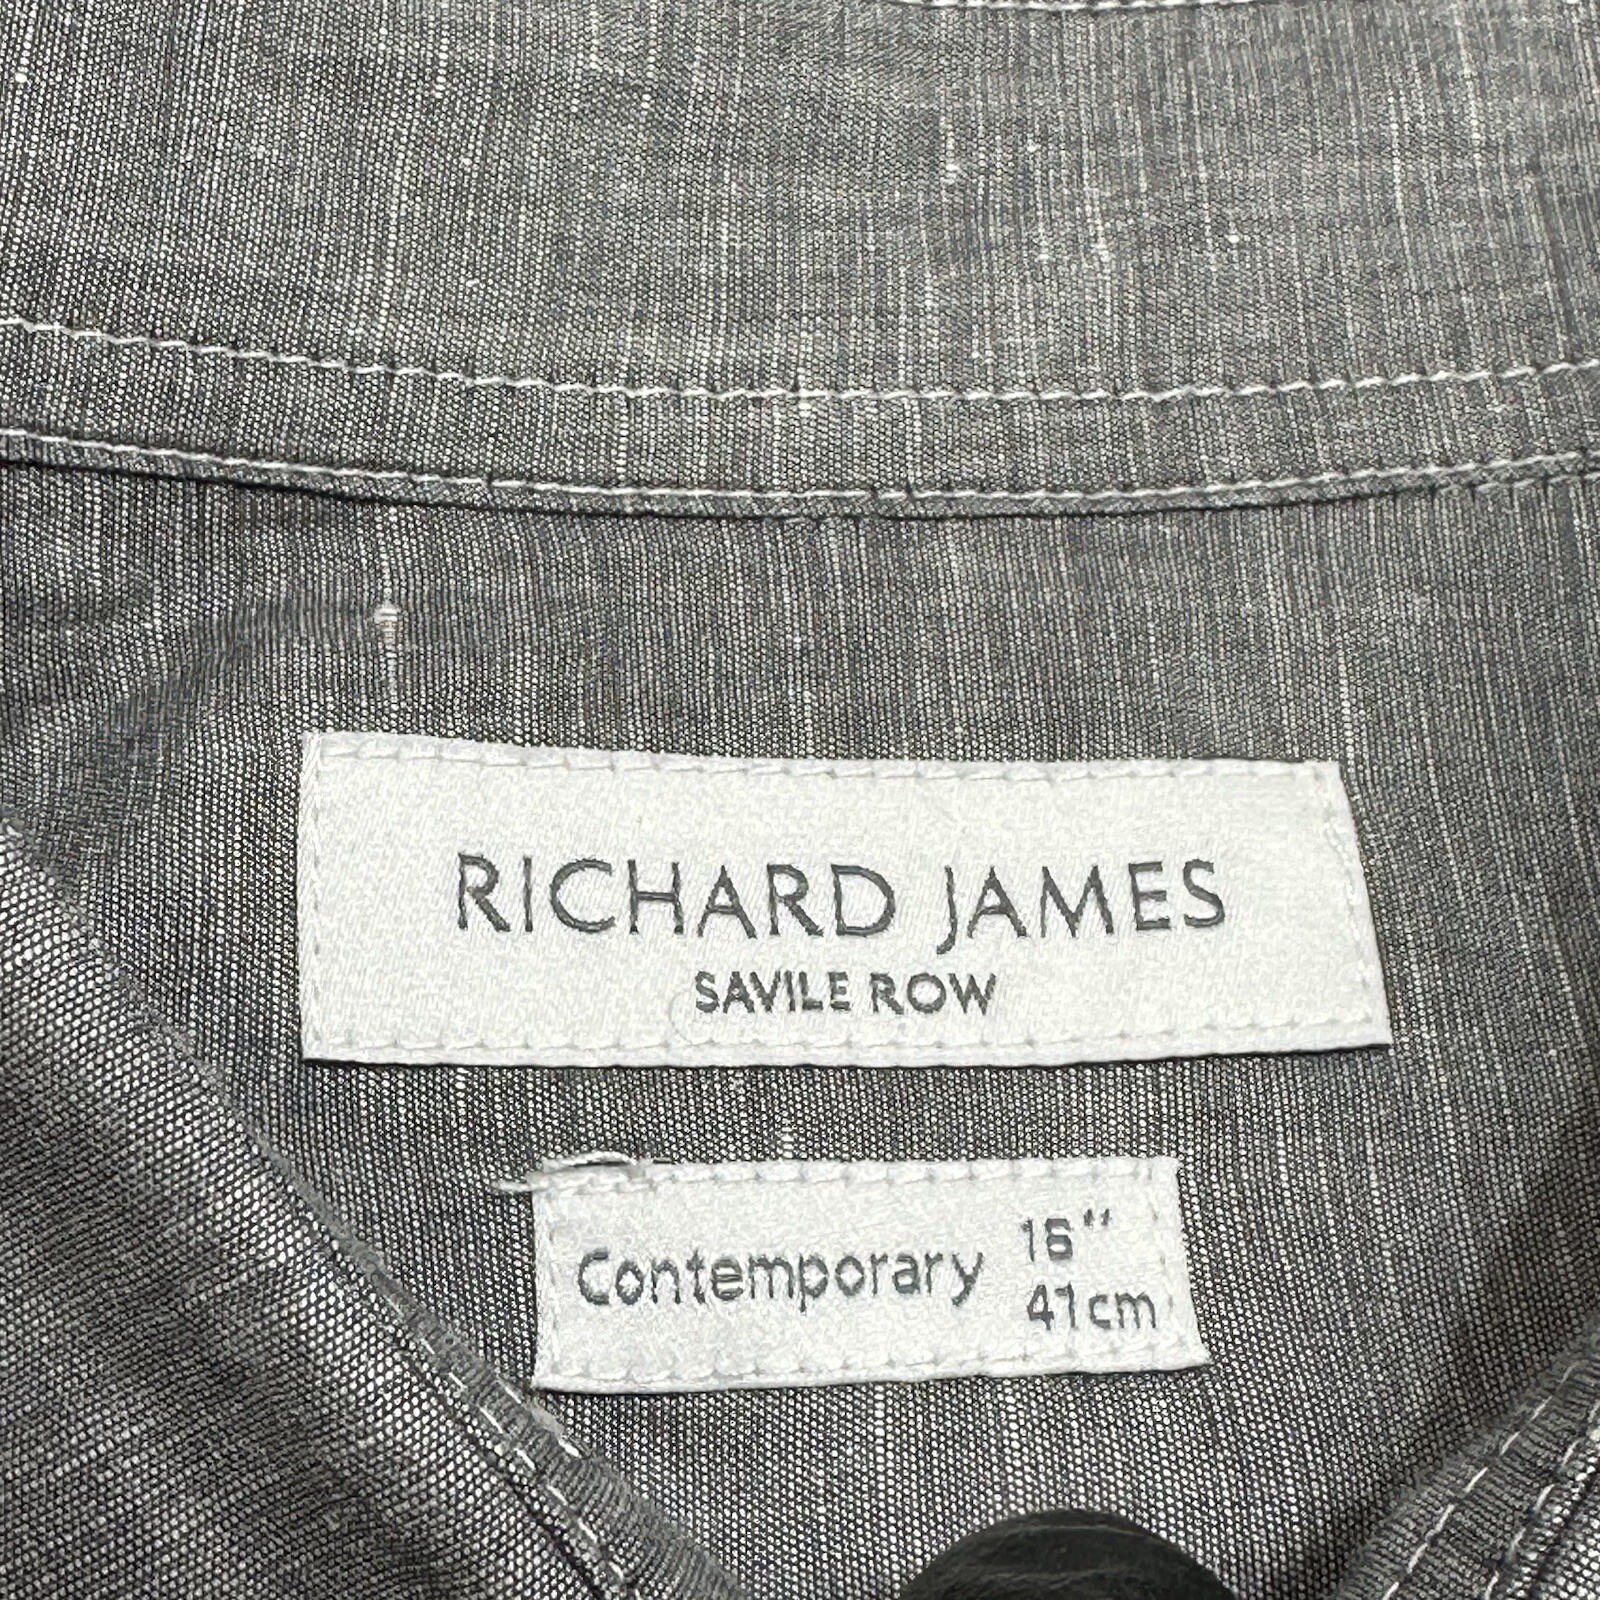 RICHARD JAMES
SAVILE ROW
Contemporary 16"
41cm